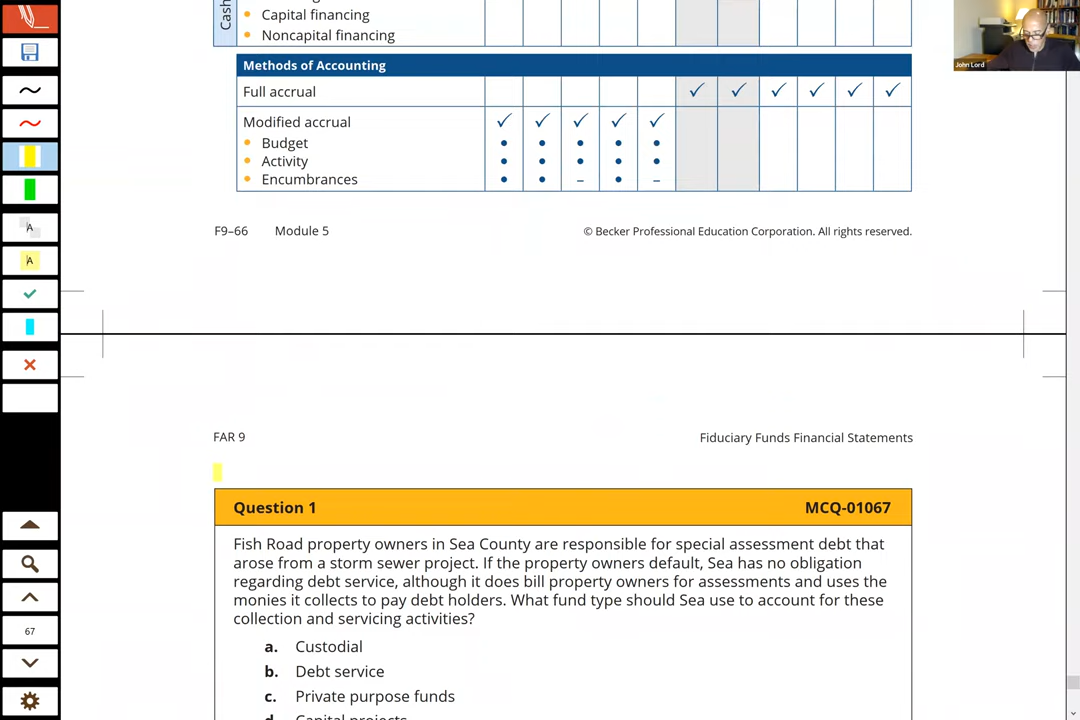 Cash
Capital financing
Noncapital financing
John Lord
Methods of Accounting
Full accrual ✓ ✓ ✓ ✓ ✓ ✓
Modified accrual ✓ ✓ ✓ ✓ ✓
• Budget • • • • •
• Activity • • • • •
• Encumbrances • • – • –
F9–66 Module 5 © Becker Professional Education Corporation. All rights reserved.
FAR 9 Fiduciary Funds Financial Statements
Question 1 MCQ-01067
Fish Road property owners in Sea County are responsible for special assessment debt that
arose from a storm sewer project. If the property owners default, Sea has no obligation
regarding debt service, although it does bill property owners for assessments and uses the
monies it collects to pay debt holders. What fund type should Sea use to account for these
collection and servicing activities?
a. Custodial
b. Debt service
c. Private purpose funds
d. Capital projects
A
A
67